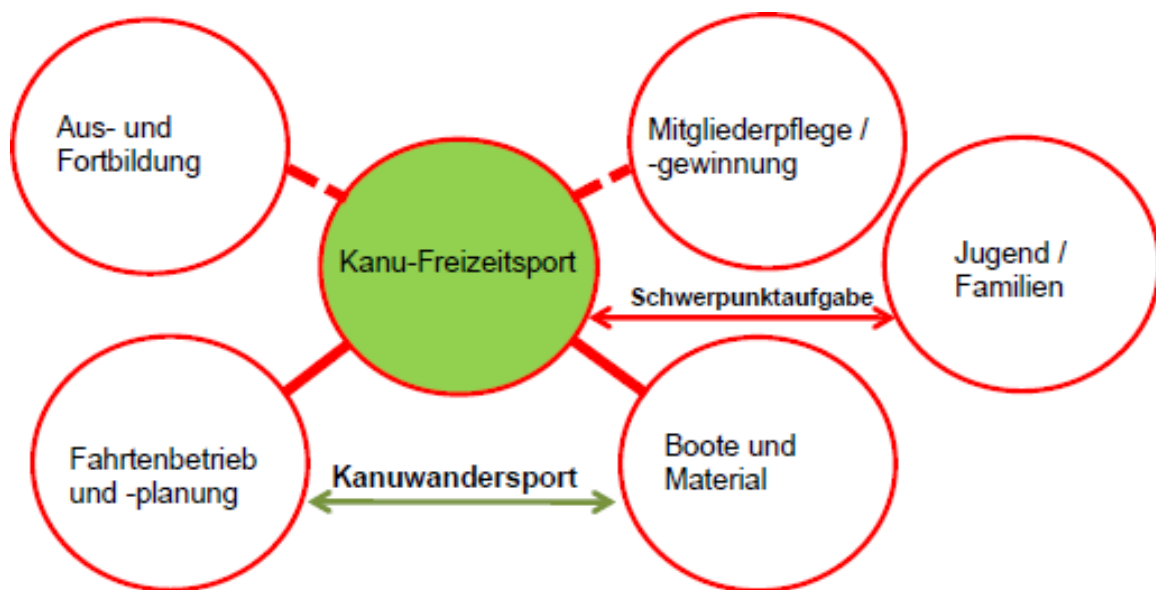 Aus- und
Fortbildung
Mitgliederpflege /
-gewinnung
Kanu-Freizeitsport
Jugend /
Familien
Schwerpunktaufgabe
Fahrtenbetrieb
und -planung
Kanuwandersport
Boote und
Material